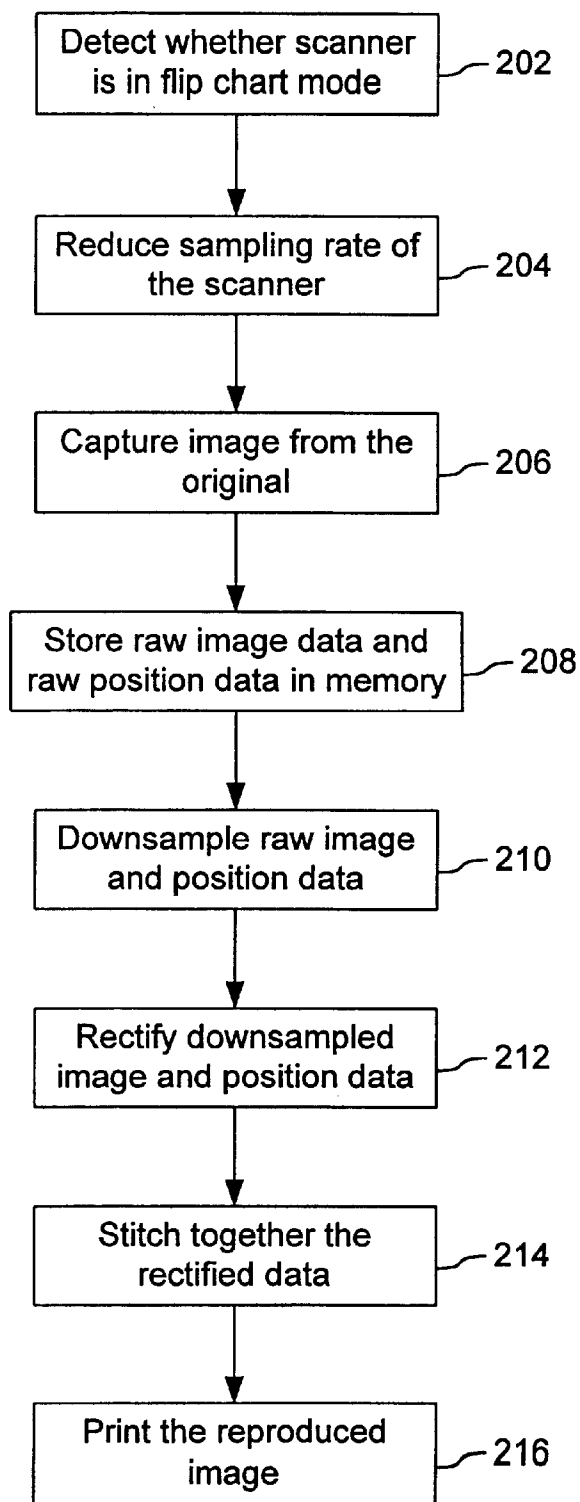 Detect whether scanner
is in flip chart mode
202
Reduce sampling rate of
the scanner
204
Capture image from the
original
206
Store raw image data and
raw position data in memory
208
Downsample raw image
and position data
210
Rectify downsampled
image and position data
212
Stitch together the
rectified data
214
Print the reproduced
image
216